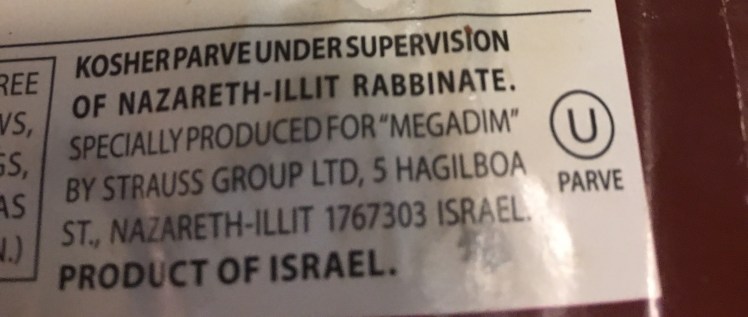 KOSHER PARVE UNDER SUPERVISION
OF NAZARETH-ILLIT RABBINATE.
SPECIALLY PRODUCED FOR "MEGADIM"
BY STRAUSS GROUP LTD, 5 HAGILBOA
ST., NAZARETH-ILLIT 1767303 ISRAEL.
PRODUCT OF ISRAEL.
U
PARVE